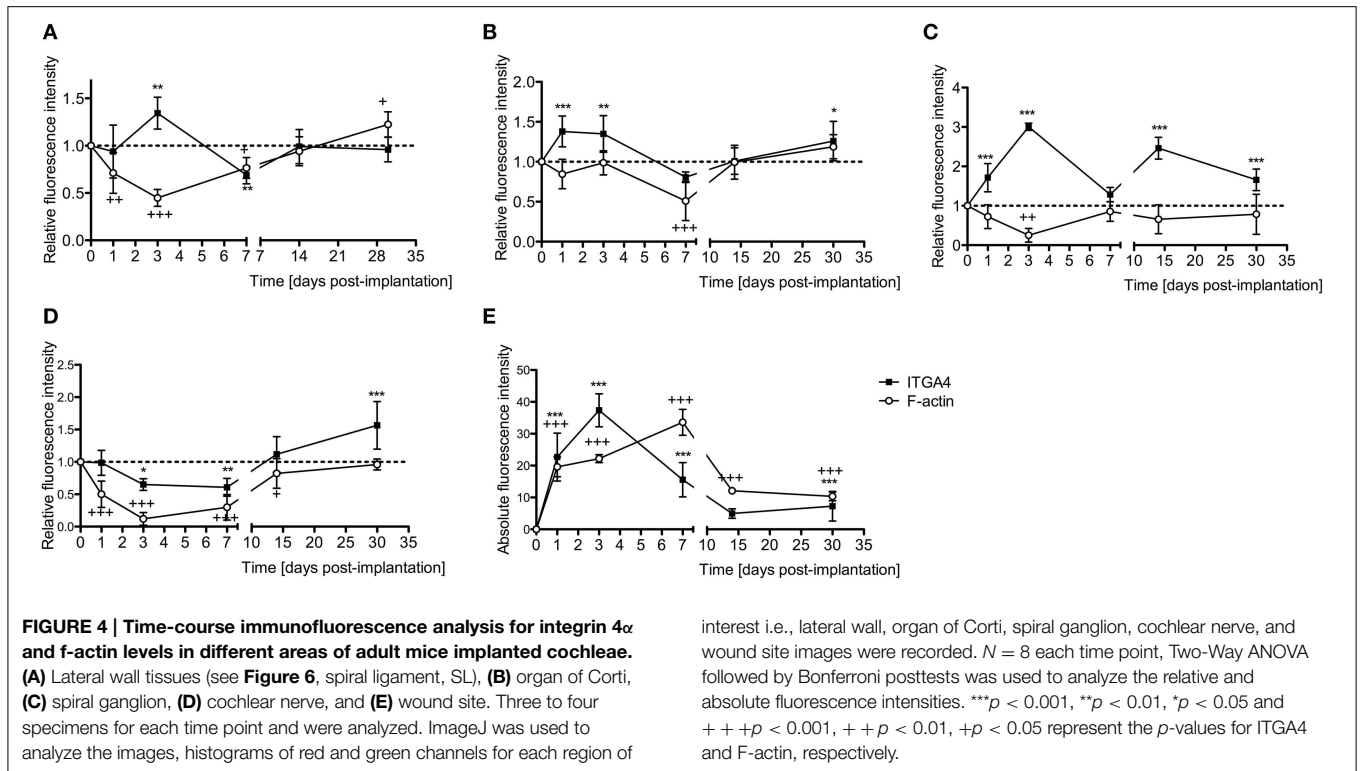 A
Relative fluorescence intensity
1.5
1.0
0.5
0.0
**
++
+++
+
**
+
0 1 2 3 4 5 6 7 7 14 21 28 35
Time [days post-implantation]
B
Relative fluorescence intensity
2.0
1.5
1.0
0.5
0.0
***
**
+++
*
0 1 2 3 4 5 6 7 10 15 20 25 30 35
Time [days post-implantation]
C
Relative fluorescence intensity
4
3
2
1
0
***
***
++
***
***
0 1 2 3 4 5 6 7 10 15 20 25 30 35
Time [days post-implantation]
D
Relative fluorescence intensity
2.5
2.0
1.5
1.0
0.5
0.0
+++
*
+++
**
+++
+
***
0 1 2 3 4 5 6 7 10 15 20 25 30 35
Time [days post-implantation]
E
Absolute fluorescence intensity
50
40
30
20
10
0
***
+++
***
+++
+++
***
+++
+++
***
0 1 2 3 4 5 6 7 10 15 20 25 30 35
Time [days post-implantation]
ITGA4
F-actin
FIGURE 4 | Time-course immunofluorescence analysis for integrin 4α
and f-actin levels in different areas of adult mice implanted cochleae.
(A) Lateral wall tissues (see Figure 6, spiral ligament, SL), (B) organ of Corti,
(C) spiral ganglion, (D) cochlear nerve, and (E) wound site. Three to four
specimens for each time point and were analyzed. ImageJ was used to
analyze the images, histograms of red and green channels for each region of
interest i.e., lateral wall, organ of Corti, spiral ganglion, cochlear nerve, and
wound site images were recorded. N = 8 each time point, Two-Way ANOVA
followed by Bonferroni posttests was used to analyze the relative and
absolute fluorescence intensities. ***p < 0.001, **p < 0.01, *p < 0.05 and
+ + +p < 0.001, + + p < 0.01, +p < 0.05 represent the p-values for ITGA4
and F-actin, respectively.